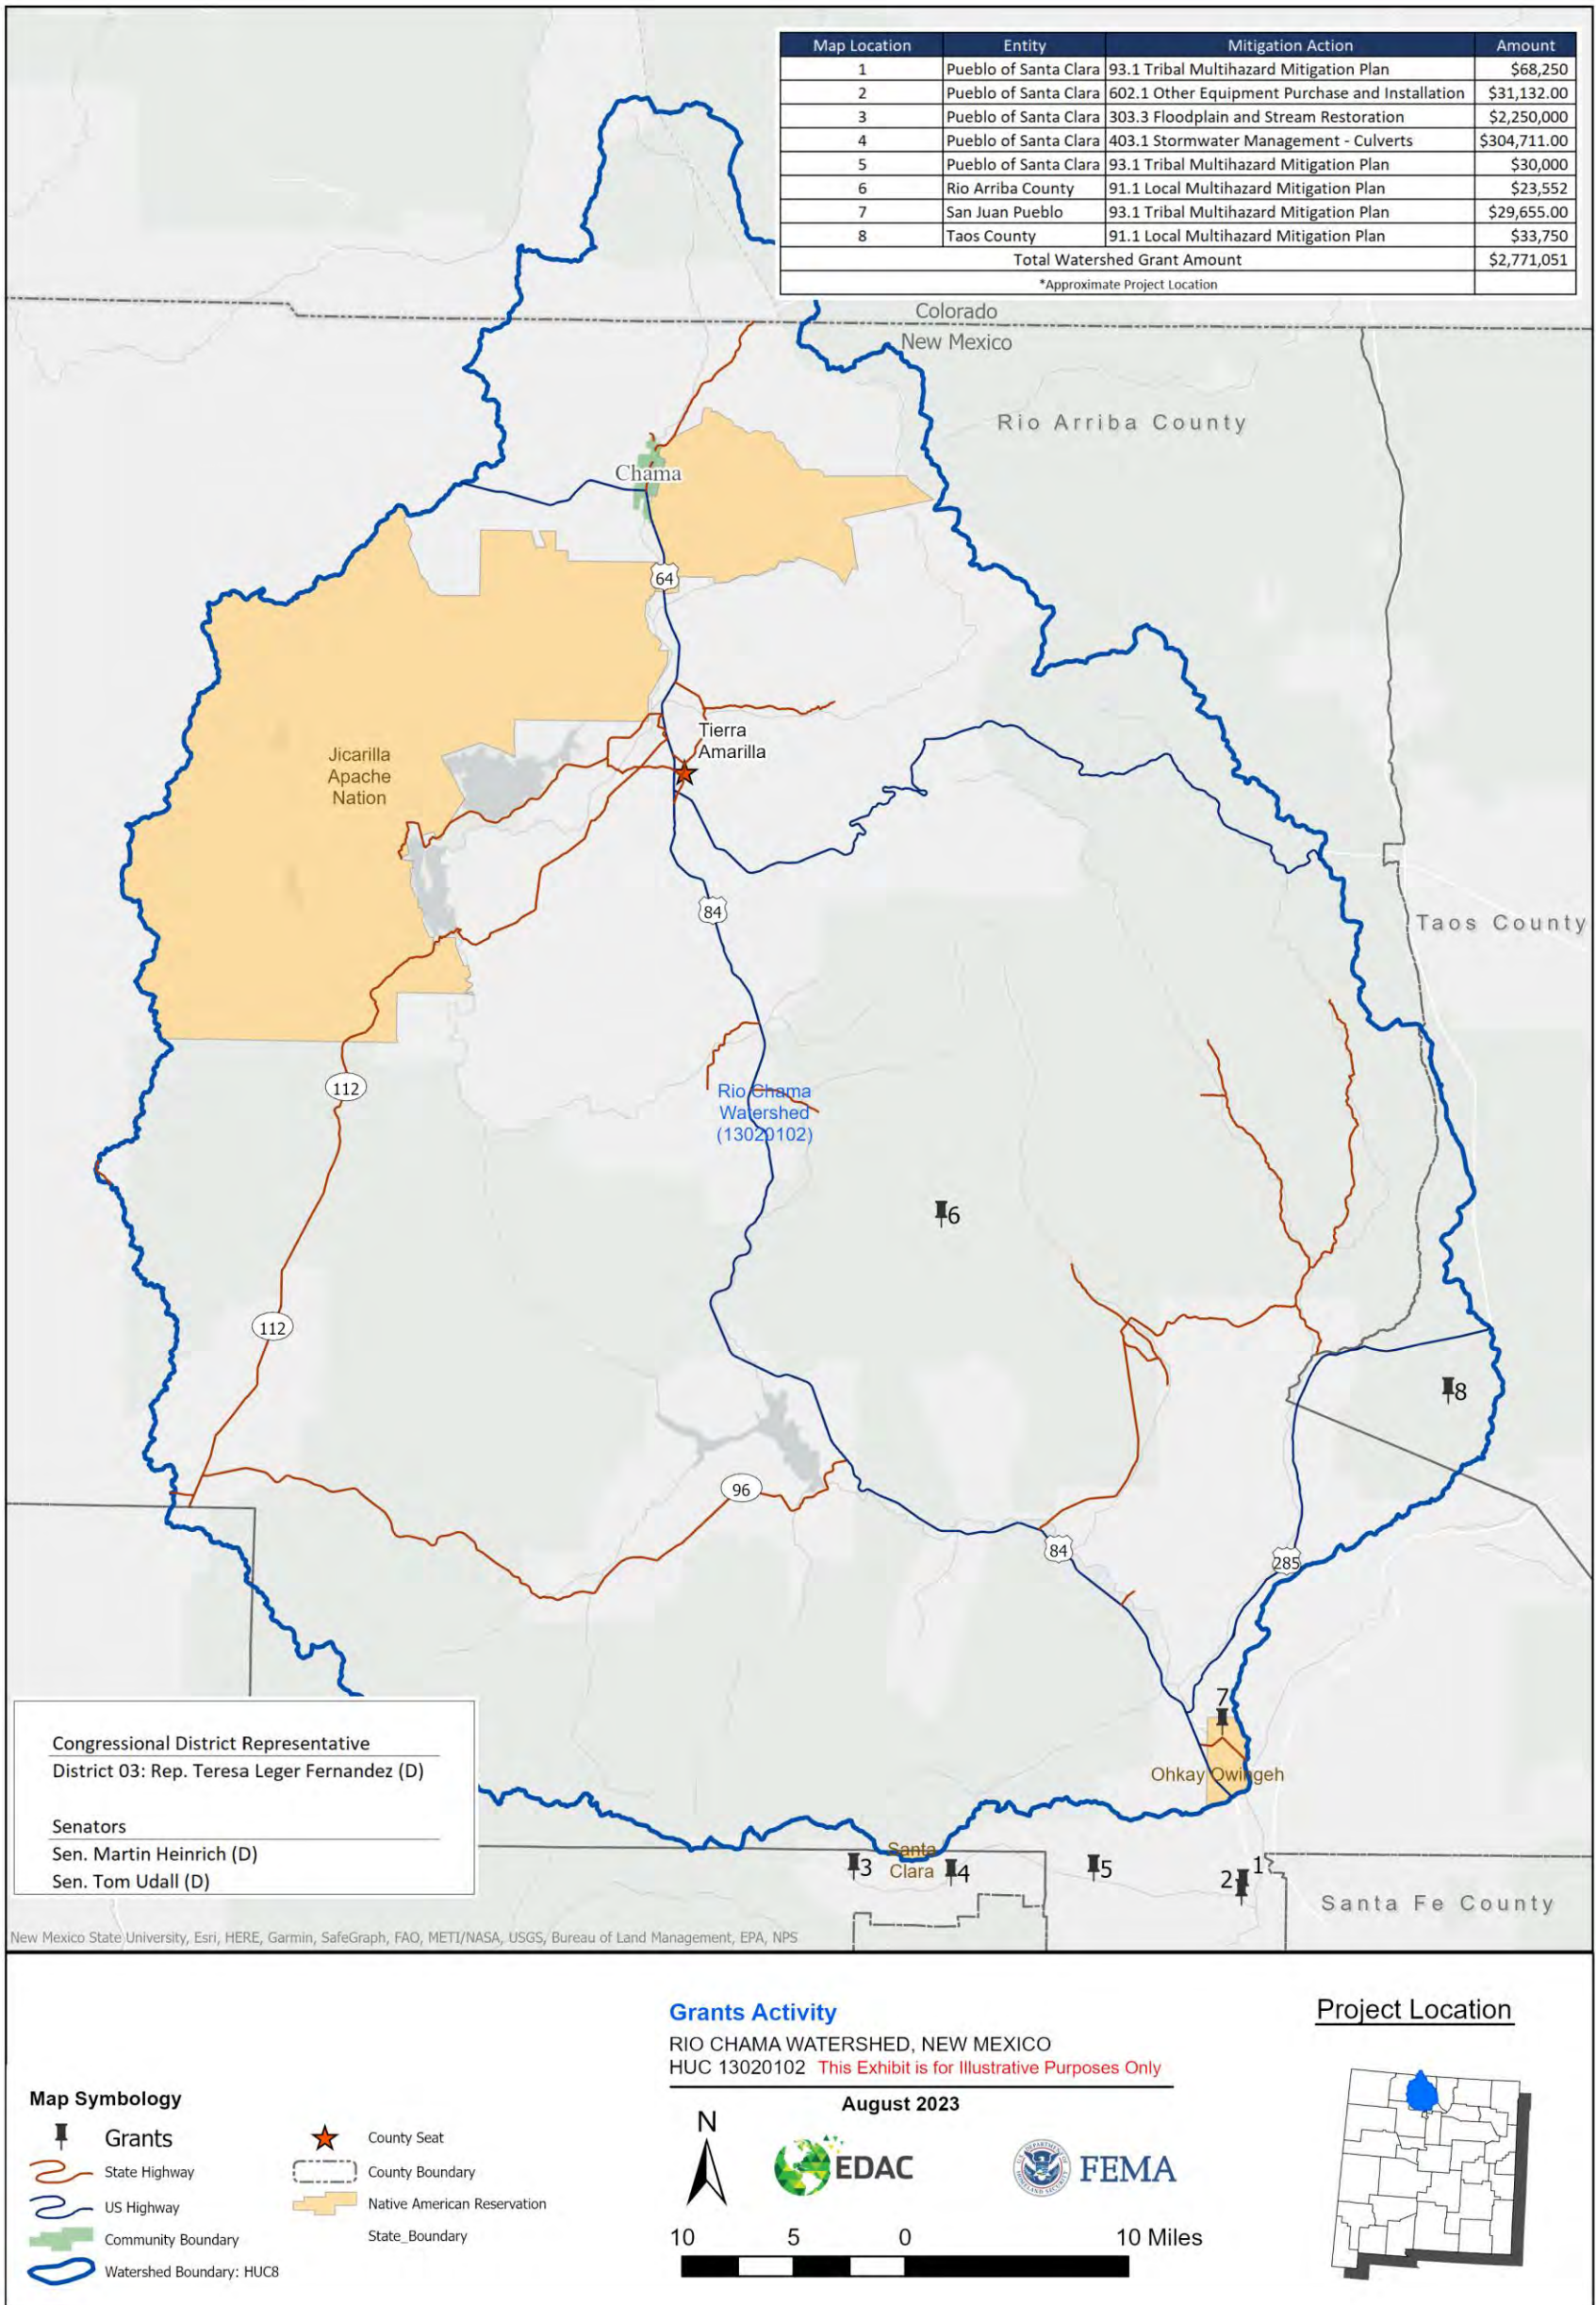 Map Location Entity Mitigation Action Amount
1 Pueblo of Santa Clara 93.1 Tribal Multihazard Mitigation Plan $68,250
2 Pueblo of Santa Clara 602.1 Other Equipment Purchase and Installation $31,132.00
3 Pueblo of Santa Clara 303.3 Floodplain and Stream Restoration $2,250,000
4 Pueblo of Santa Clara 403.1 Stormwater Management - Culverts $304,711.00
5 Pueblo of Santa Clara 93.1 Tribal Multihazard Mitigation Plan $30,000
6 Rio Arriba County 91.1 Local Multihazard Mitigation Plan $23,552
7 San Juan Pueblo 93.1 Tribal Multihazard Mitigation Plan $29,655.00
8 Taos County 91.1 Local Multihazard Mitigation Plan $33,750
Total Watershed Grant Amount $2,771,051
*Approximate Project Location
Colorado
New Mexico
Rio Arriba County
Chama
64
Tierra
Amarilla
Jicarilla
Apache
Nation
84
Taos County
112
Rio Chama
Watershed
(13020102)
6
112
8
96
84
285
7
Ohkay Owingeh
Santa
Clara
3
4
5
1
2
Santa Fe County
Congressional District Representative
District 03: Rep. Teresa Leger Fernandez (D)
Senators
Sen. Martin Heinrich (D)
Sen. Tom Udall (D)
New Mexico State University, Esri, HERE, Garmin, SafeGraph, FAO, METI/NASA, USGS, Bureau of Land Management, EPA, NPS
Grants Activity
RIO CHAMA WATERSHED, NEW MEXICO
HUC 13020102 This Exhibit is for Illustrative Purposes Only
August 2023
N
EDAC
FEMA
10 5 0 10 Miles
Project Location
Map Symbology
Grants
State Highway
US Highway
Community Boundary
Watershed Boundary: HUC8
County Seat
County Boundary
Native American Reservation
State_Boundary